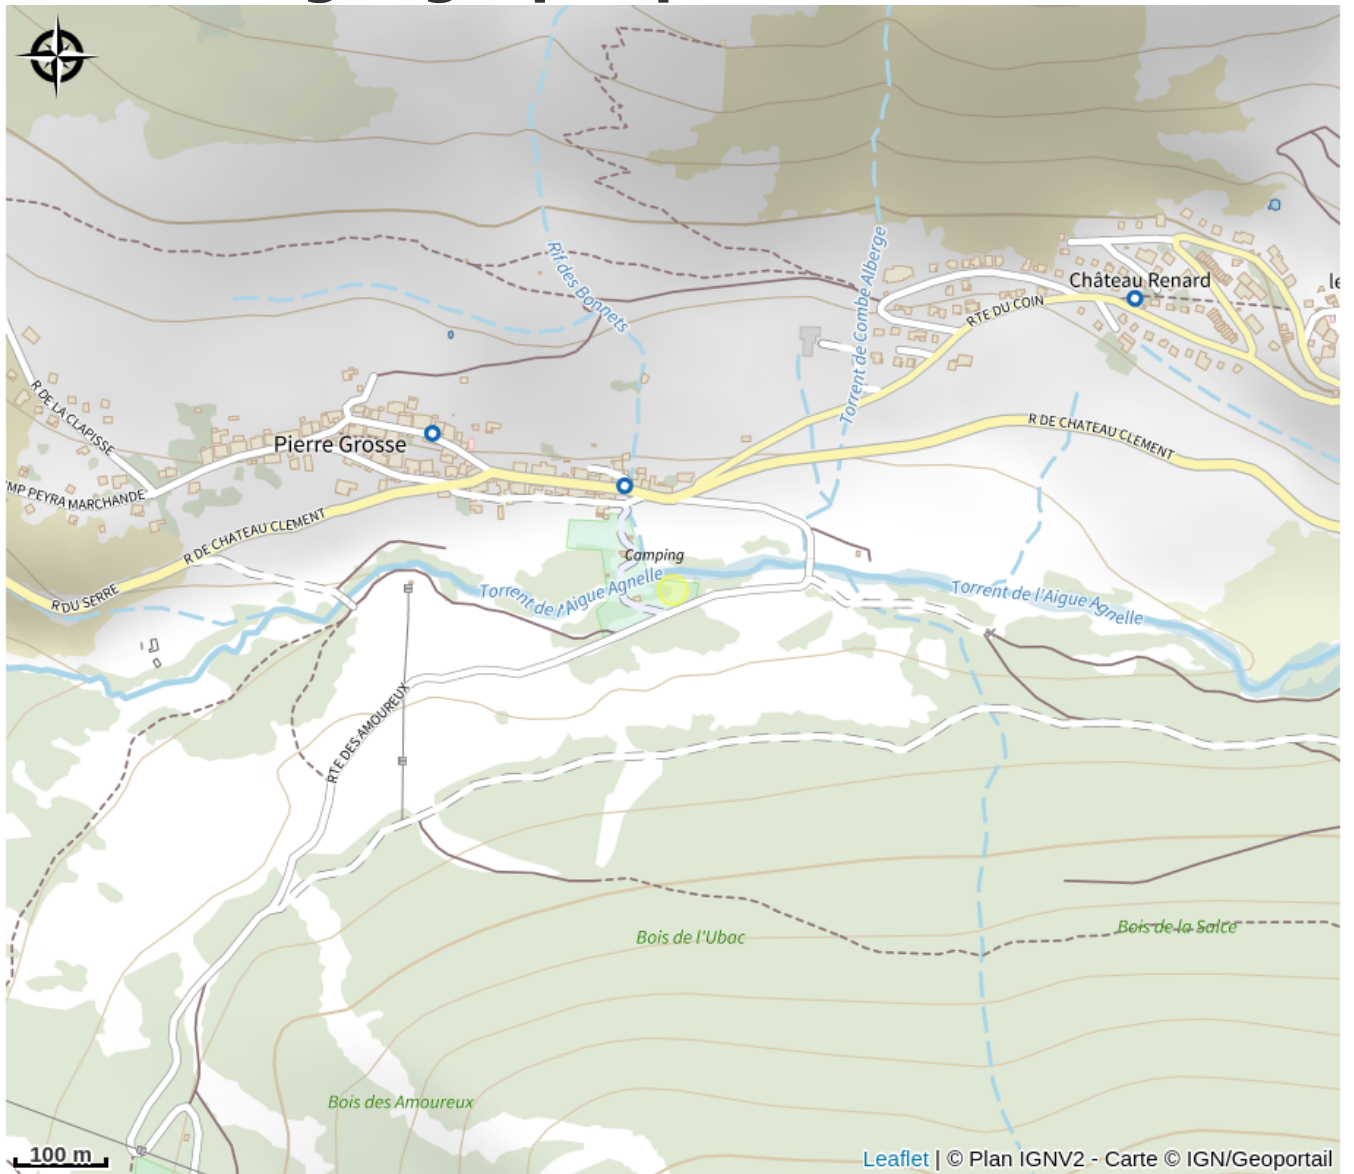 Rif des Bonnets
Torrent de Combe Alberge
Château Renard
le
RTE DU COIN
R DE LA CLAPISSE
Pierre Grosse
R DE CHATEAU CLEMENT
MP PEYRA MARCHANDE
R DE CHATEAU CLEMENT
Camping
Torrent de l'Aigue Agnelle
Torrent de l'Aigue Agnelle
R DU SERRE
RTE DES AMOUREUX
Bois de l'Ubac
Bois de la Salce
Bois des Amoureux
100 m
Leaflet | © Plan IGNV2 - Carte © IGN/Geoportail